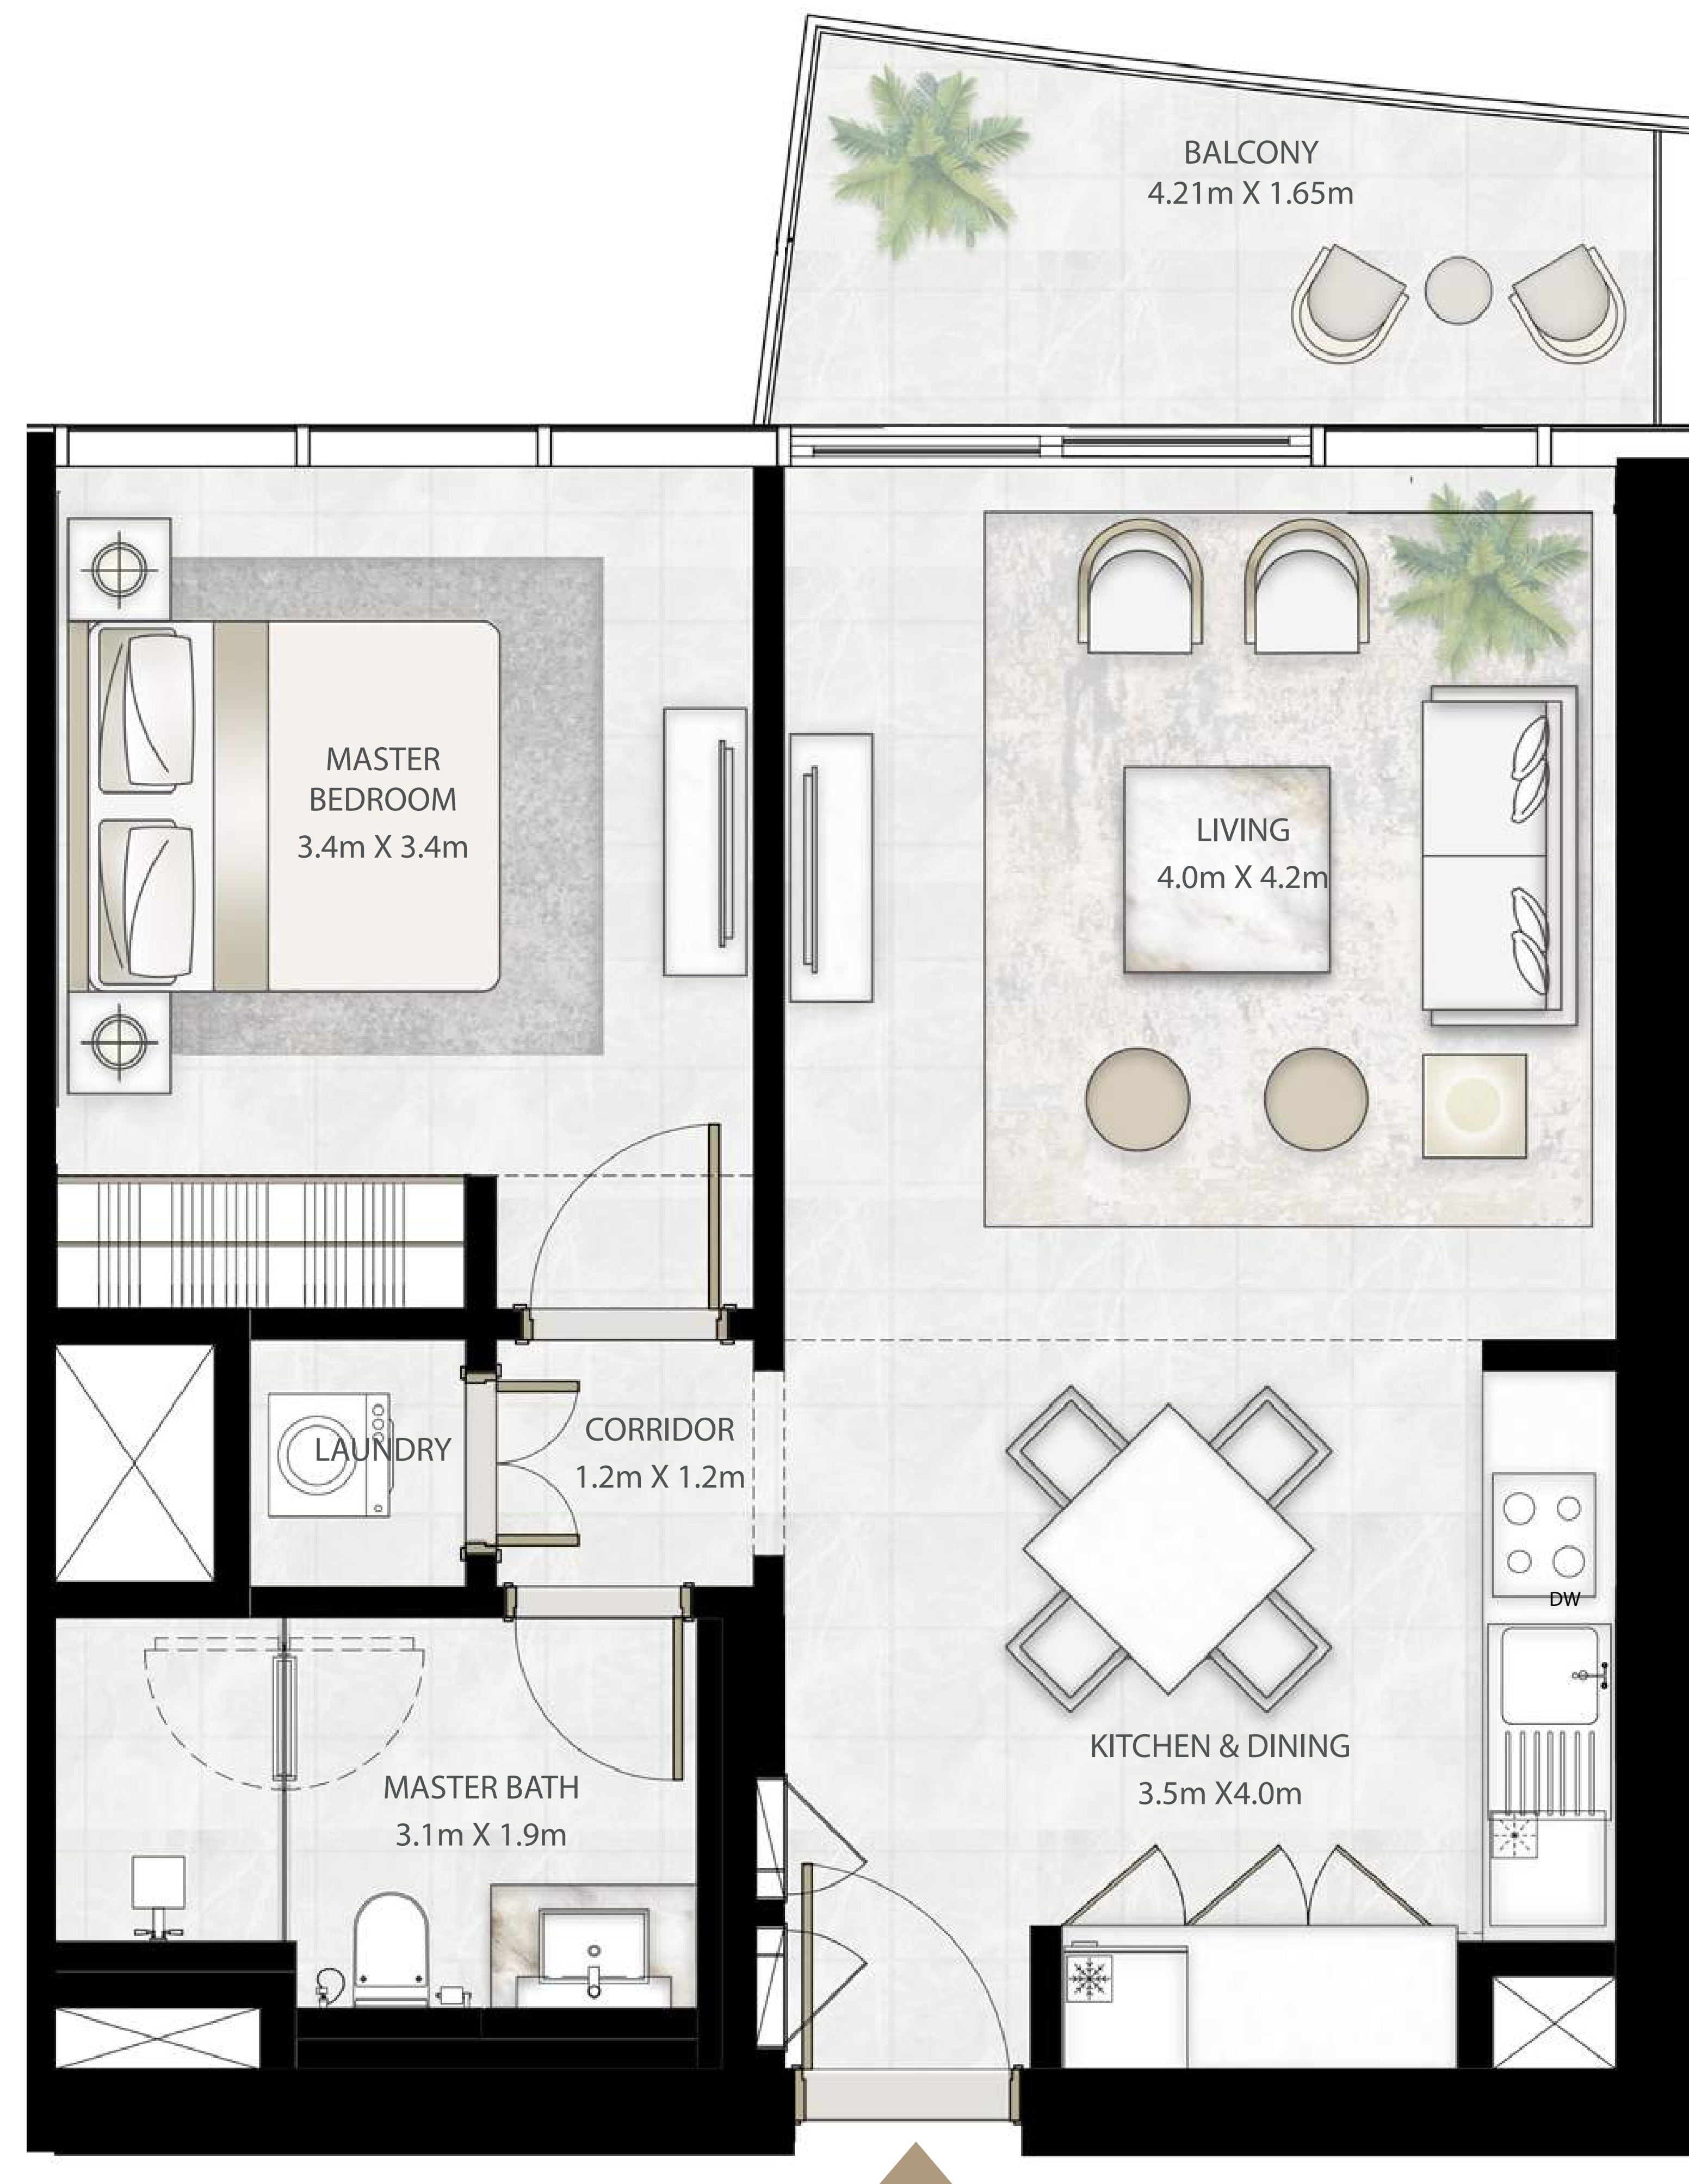 BALCONY
4.21m X 1.65m
MASTER
BEDROOM
3.4m X 3.4m
LIVING
4.0m X 4.2m
LAUNDRY
CORRIDOR
1.2m X 1.2m
DW
KITCHEN & DINING
3.5m X4.0m
MASTER BATH
3.1m X 1.9m